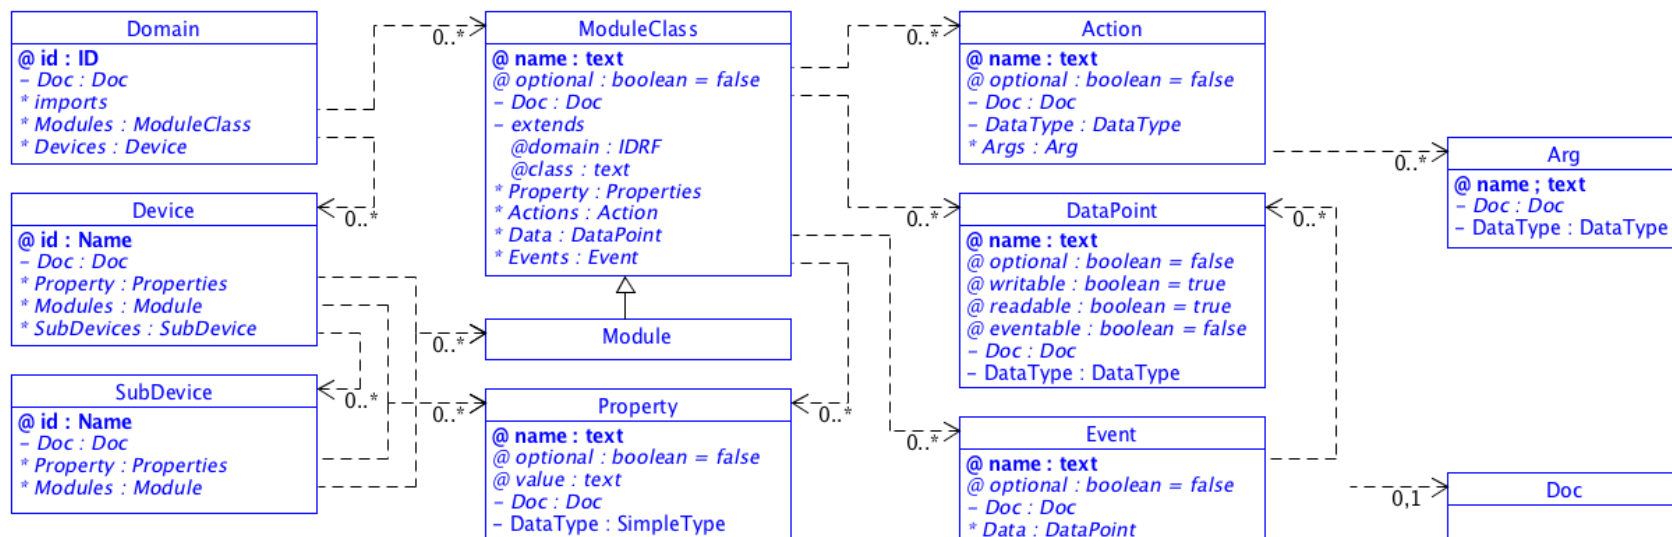 Domain
@ id : ID
– Doc : Doc
* imports
* Modules : ModuleClass
* Devices : Device
0..*
0..*
Device
@ id : Name
– Doc : Doc
* Property : Properties
* Modules : Module
* SubDevices : SubDevice
0..*
SubDevice
@ id : Name
– Doc : Doc
* Property : Properties
* Modules : Module
ModuleClass
@ name : text
@ optional : boolean = false
– Doc : Doc
– extends
@domain : IDRF
@class : text
* Property : Properties
* Actions : Action
* Data : DataPoint
* Events : Event
Module
0..*
0..*
0..*
Property
@ name : text
@ optional : boolean = false
@ value : text
– Doc : Doc
– DataType : SimpleType
0..*
Action
@ name : text
@ optional : boolean = false
– Doc : Doc
– DataType : DataType
* Args : Arg
0..*
0..*
DataPoint
@ name : text
@ optional : boolean = false
@ writable : boolean = true
@ readable : boolean = true
@ eventable : boolean = false
– Doc : Doc
– DataType : DataType
0..*
0..*
Event
@ name : text
@ optional : boolean = false
– Doc : Doc
* Data : DataPoint
0..*
Arg
@ name ; text
– Doc : Doc
– DataType : DataType
0,1
Doc